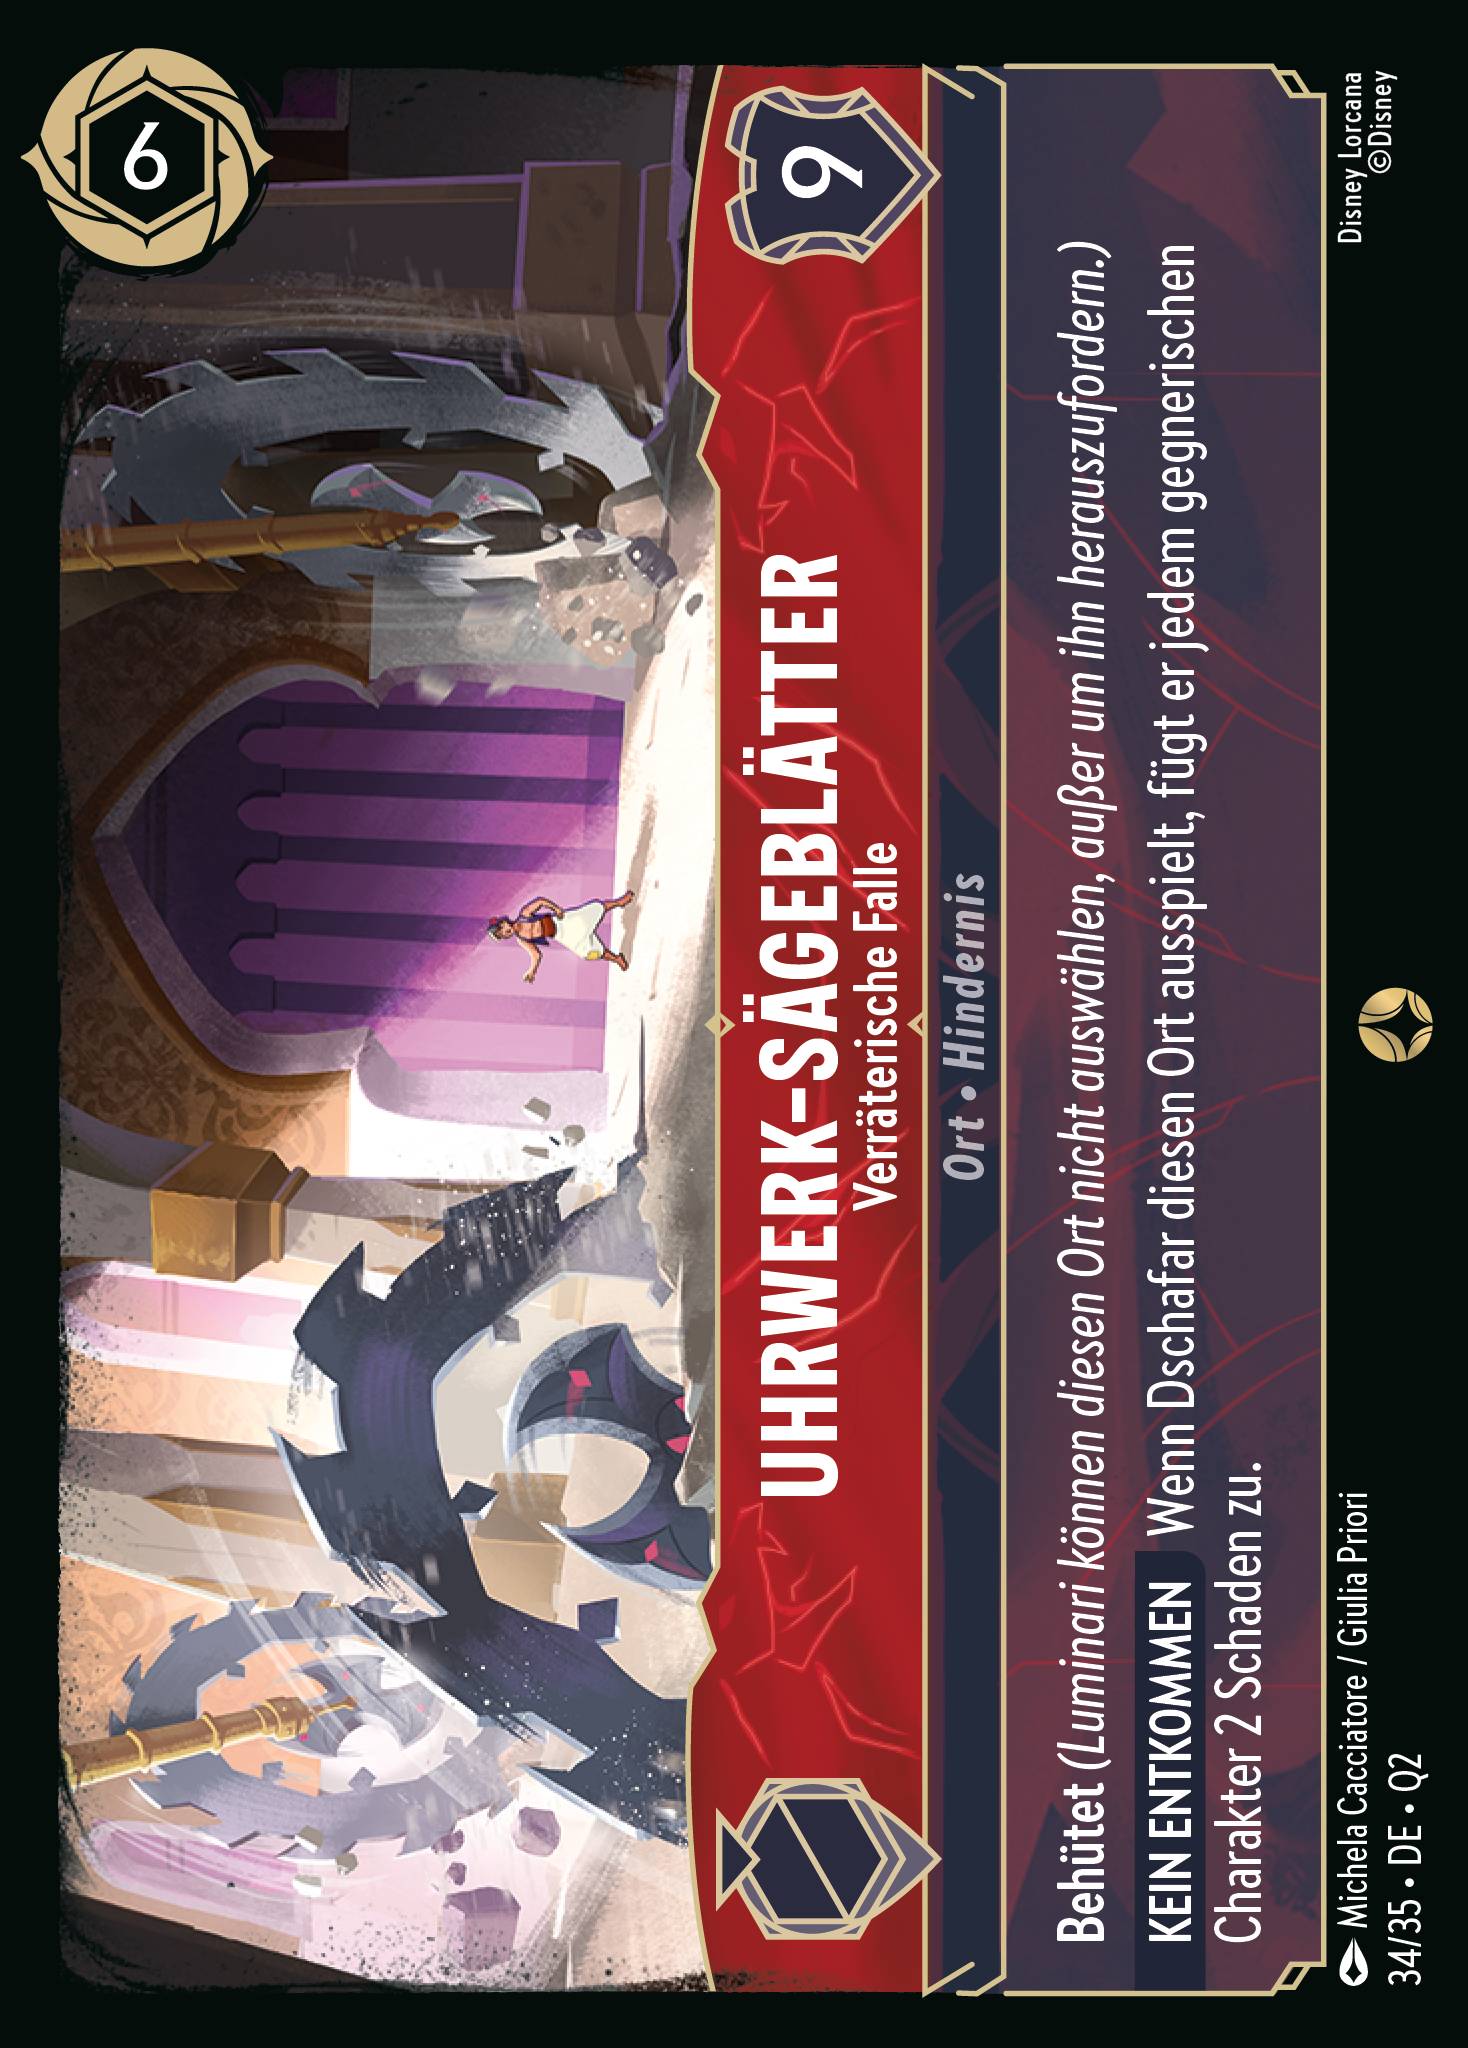 6
UHRWERK-SÄGEBLÄTTER
Verräterische Falle
9
Ort • Hindernis
Behütet (Luminari können diesen Ort nicht auswählen, außer um ihn herauszufordern.)
KEIN ENTKOMMEN Wenn Dschafar diesen Ort ausspielt, fügt er jedem gegnerischen
Charakter 2 Schaden zu.
Michela Cacciatore / Giulia Priori
Disney Lorcana
34/35 • DE • Q2
©Disney